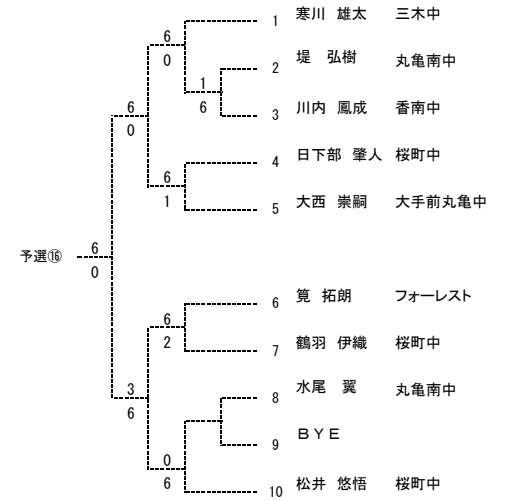 6
0
1 寒川 雄太 三木中
2 堤 弘樹 丸亀南中
1
6
3 川内 鳳成 香南中
6
0
4 日下部 肇人 桜町中
6
1
5 大西 崇嗣 大手前丸亀中
予選⑯
6
0
6 筧 拓朗 フォーレスト
6
2
7 鶴羽 伊織 桜町中
3
6
8 水尾 翼 丸亀南中
9 ＢＹＥ
0
6
10 松井 悠悟 桜町中